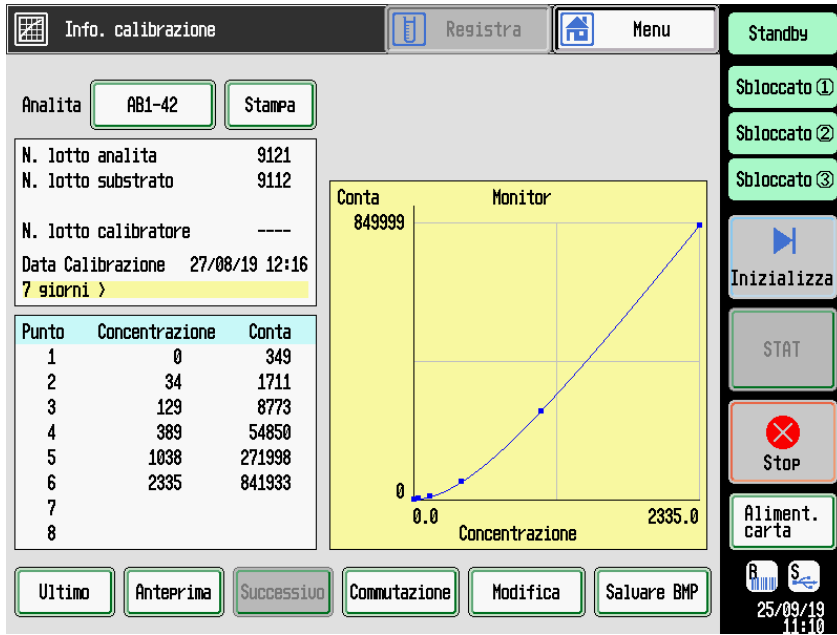 Info. calibrazione
Registra
Menu
Standby
Analita
AB1-42
Stampa
Sbloccato ①
Sbloccato ②
Sbloccato ③
N. lotto analita 9121
N. lotto substrato 9112
N. lotto calibratore ----
Data Calibrazione 27/08/19 12:16
7 giorni >
Punto Concentrazione Conta
1 0 349
2 34 1711
3 129 8773
4 389 54850
5 1038 271998
6 2335 841933
7
8
Conta Monitor
849999
0
0.0 2335.0
Concentrazione
Inizializza
STAT
Stop
Aliment.
carta
Ultimo
Anteprima
Successivo
Commutazione
Modifica
Salvare BMP
B S
25/09/19
11:10